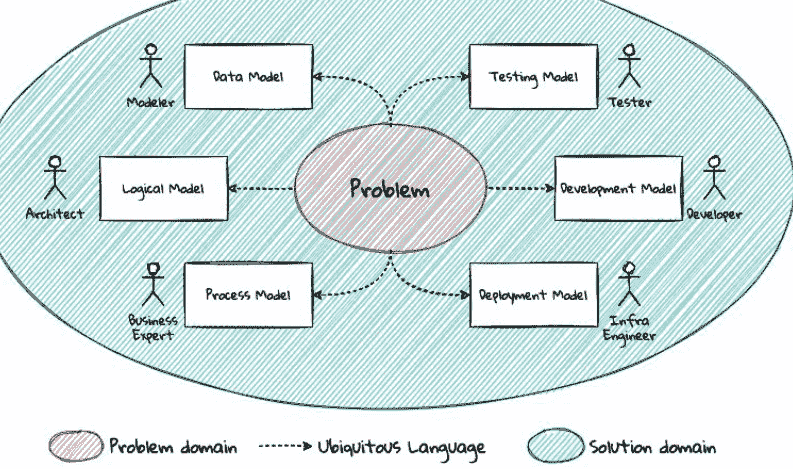 Data Model
Testing Model
Modeler
Tester
Logical Model
Problem
Development Model
Architect
Developer
Process Model
Deployment Model
Business
Expert
Infra
Engineer
Problem domain
Ubiquitous Language
Solution domain